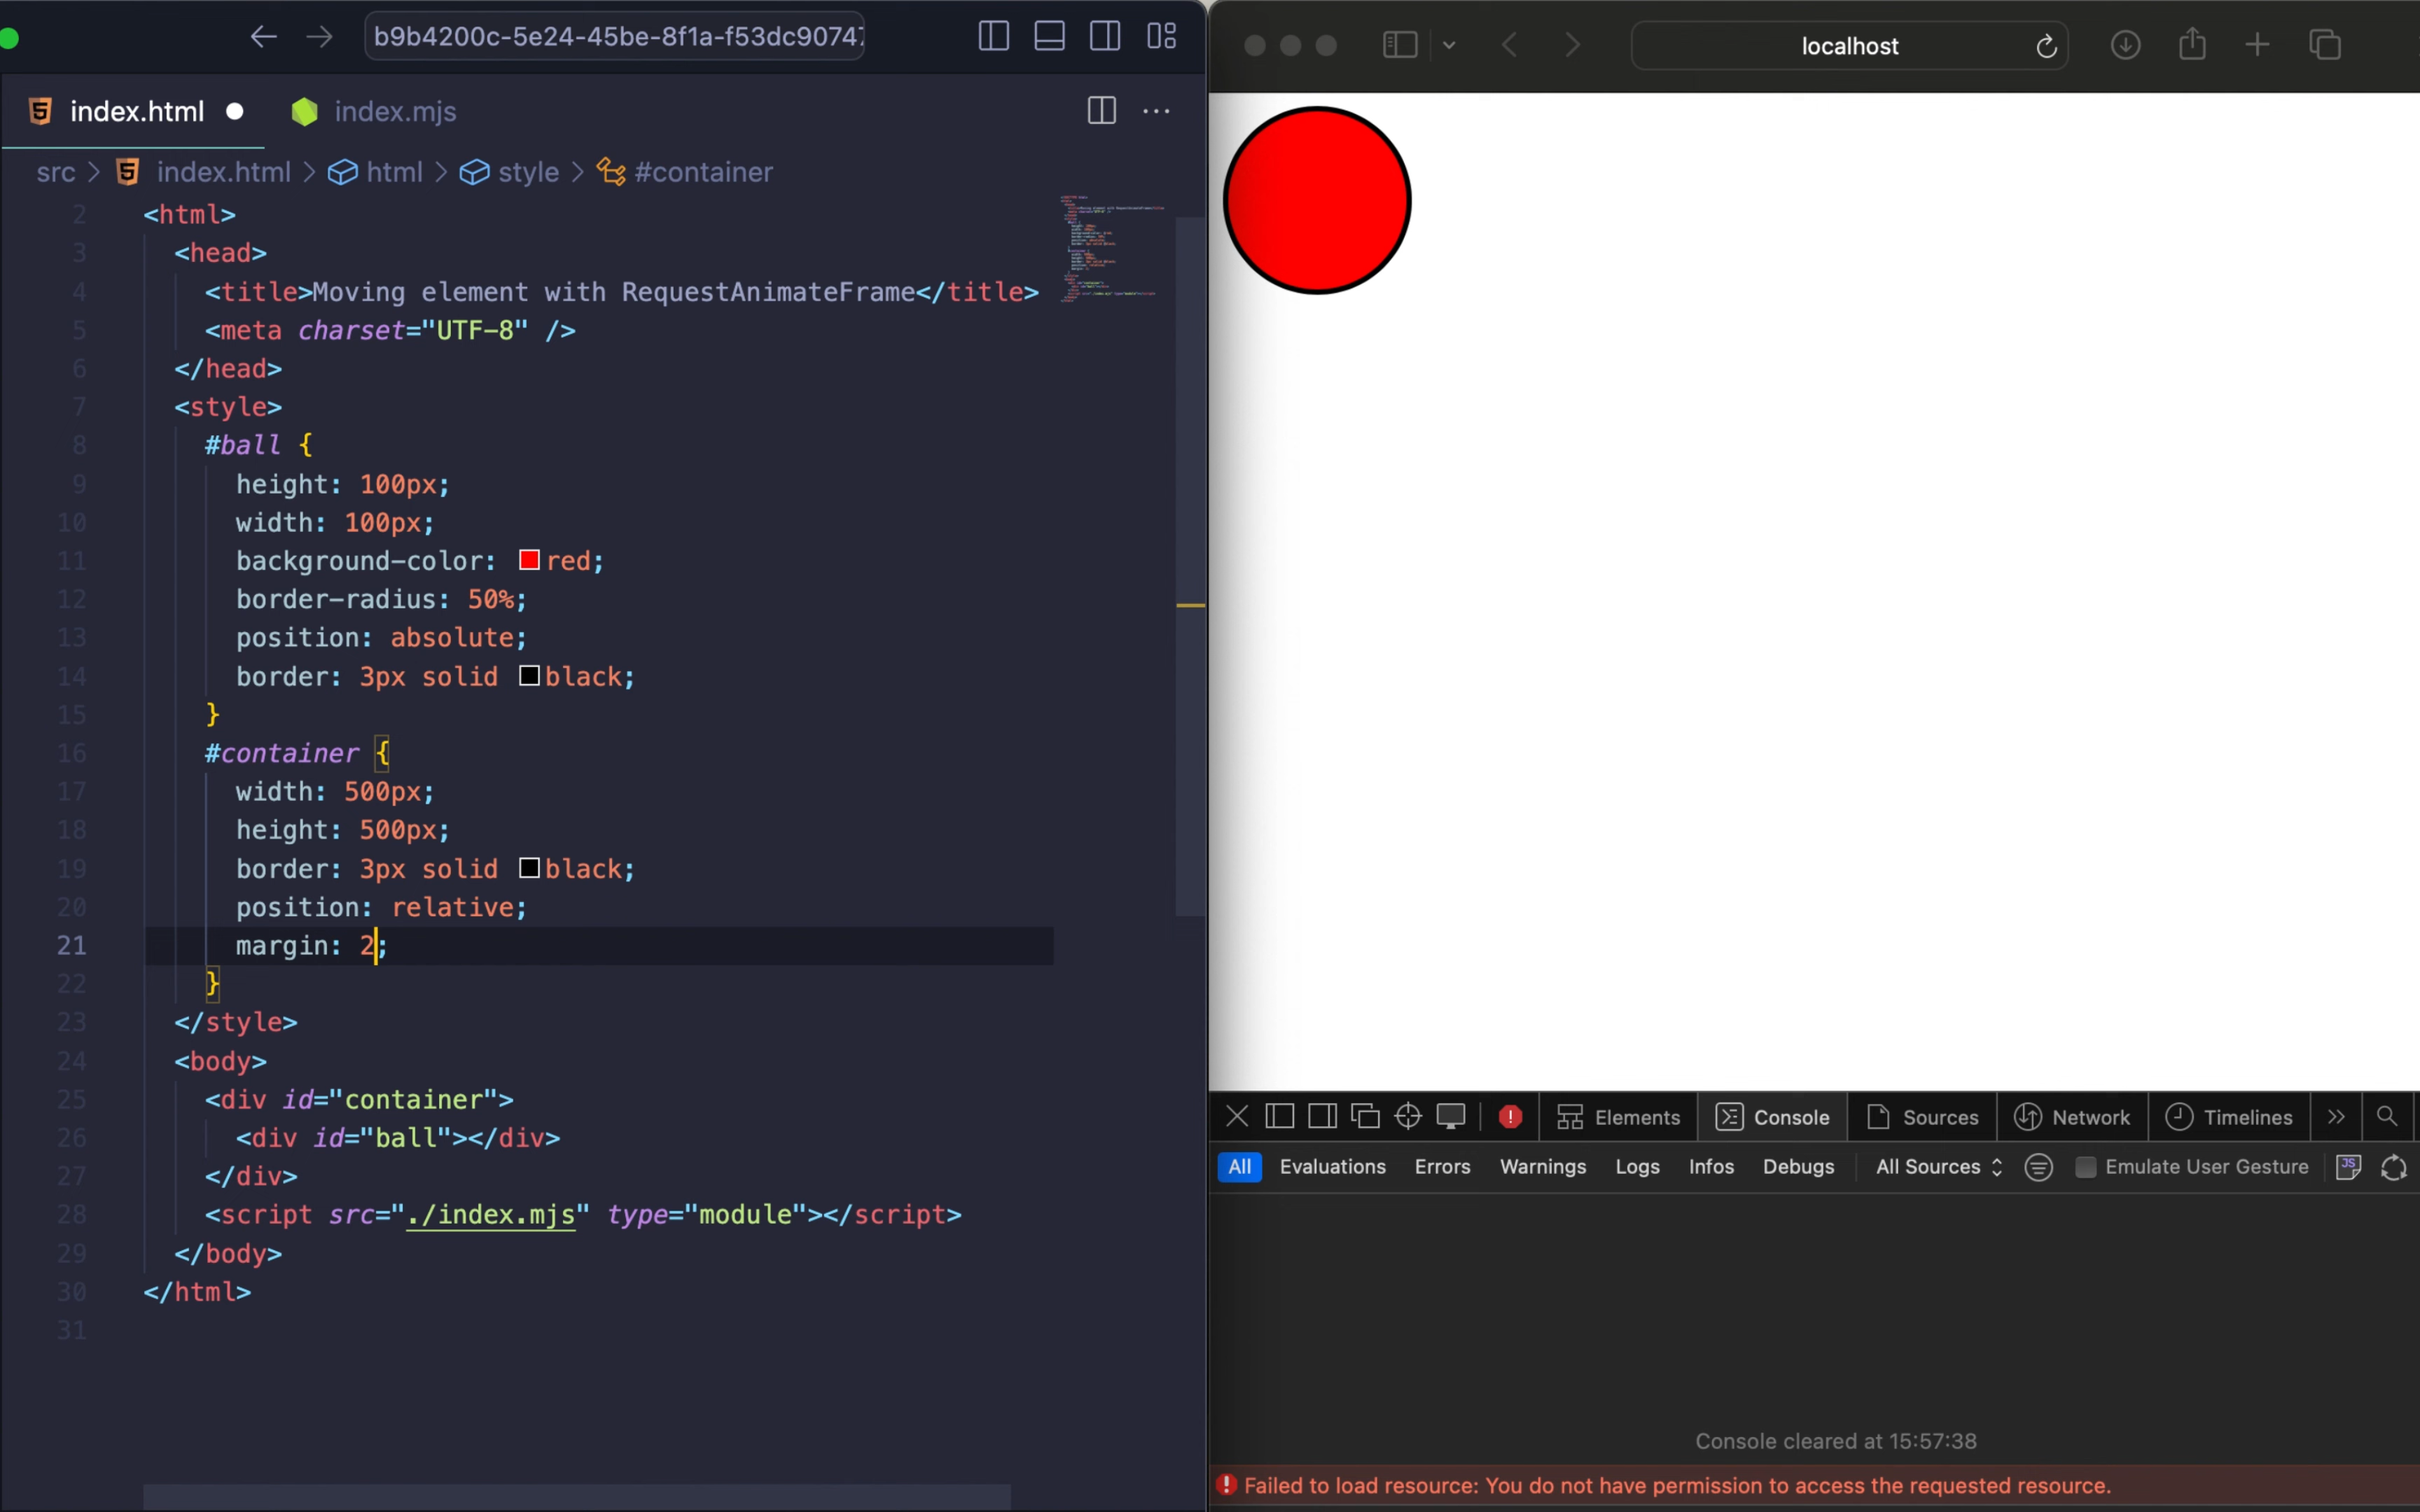 b9b4200c-5e24-45be-8f1a-f53dc9074
index.html
index.mjs
src > index.html > html > style > #container
2 <html>
3 <head>
4 <title>Moving element with RequestAnimateFrame</title>
5 <meta charset="UTF-8" />
6 </head>
7 <style>
8 #ball {
9 height: 100px;
10 width: 100px;
11 background-color: red;
12 border-radius: 50%;
13 position: absolute;
14 border: 3px solid black;
15 }
16 #container {
17 width: 500px;
18 height: 500px;
19 border: 3px solid black;
20 position: relative;
21 margin: 2;
22 }
23 </style>
24 <body>
25 <div id="container">
26 <div id="ball"></div>
27 </div>
28 <script src="./index.mjs" type="module"></script>
29 </body>
30 </html>
31
localhost
Elements Console Sources Network Timelines
All Evaluations Errors Warnings Logs Infos Debugs All Sources Emulate User Gesture JS
Console cleared at 15:57:38
Failed to load resource: You do not have permission to access the requested resource.